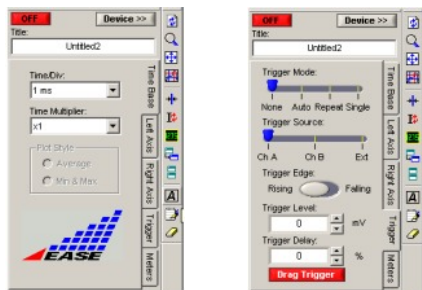 OFF Device >>
Title:
Untitled2
Time/Div:
1 ms
Time Multiplier:
x1
Plot Style
Average
Min & Max
EASE
Time Base
Left Axis
Right Axis
Trigger
Meters
OFF Device >>
Title:
Untitled2
Trigger Mode:
None Auto Repeat Single
Trigger Source:
Ch A Ch B Ext
Trigger Edge:
Rising Falling
Trigger Level:
0 mV
Trigger Delay:
0 %
Drag Trigger
Time Base
Left Axis
Right Axis
Trigger
Meters